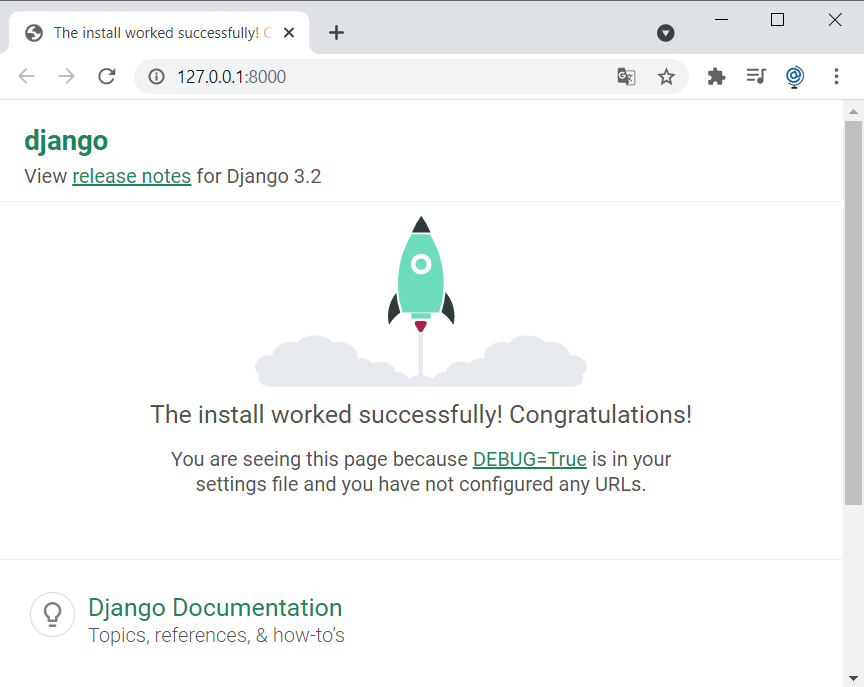 The install worked successfully! C
127.0.0.1:8000
django
View release notes for Django 3.2
The install worked successfully! Congratulations!
You are seeing this page because DEBUG=True is in your
settings file and you have not configured any URLs.
Django Documentation
Topics, references, & how-to’s